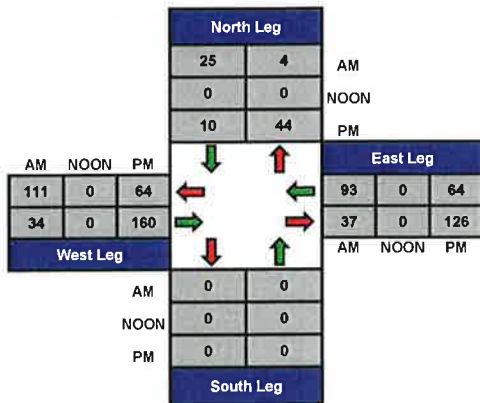 North Leg
25 4 AM
0 0 NOON
10 44 PM
AM NOON PM
East Leg
111 0 64
93 0 64
34 0 160
37 0 126
West Leg
AM NOON PM
AM 0 0
NOON 0 0
PM 0 0
South Leg